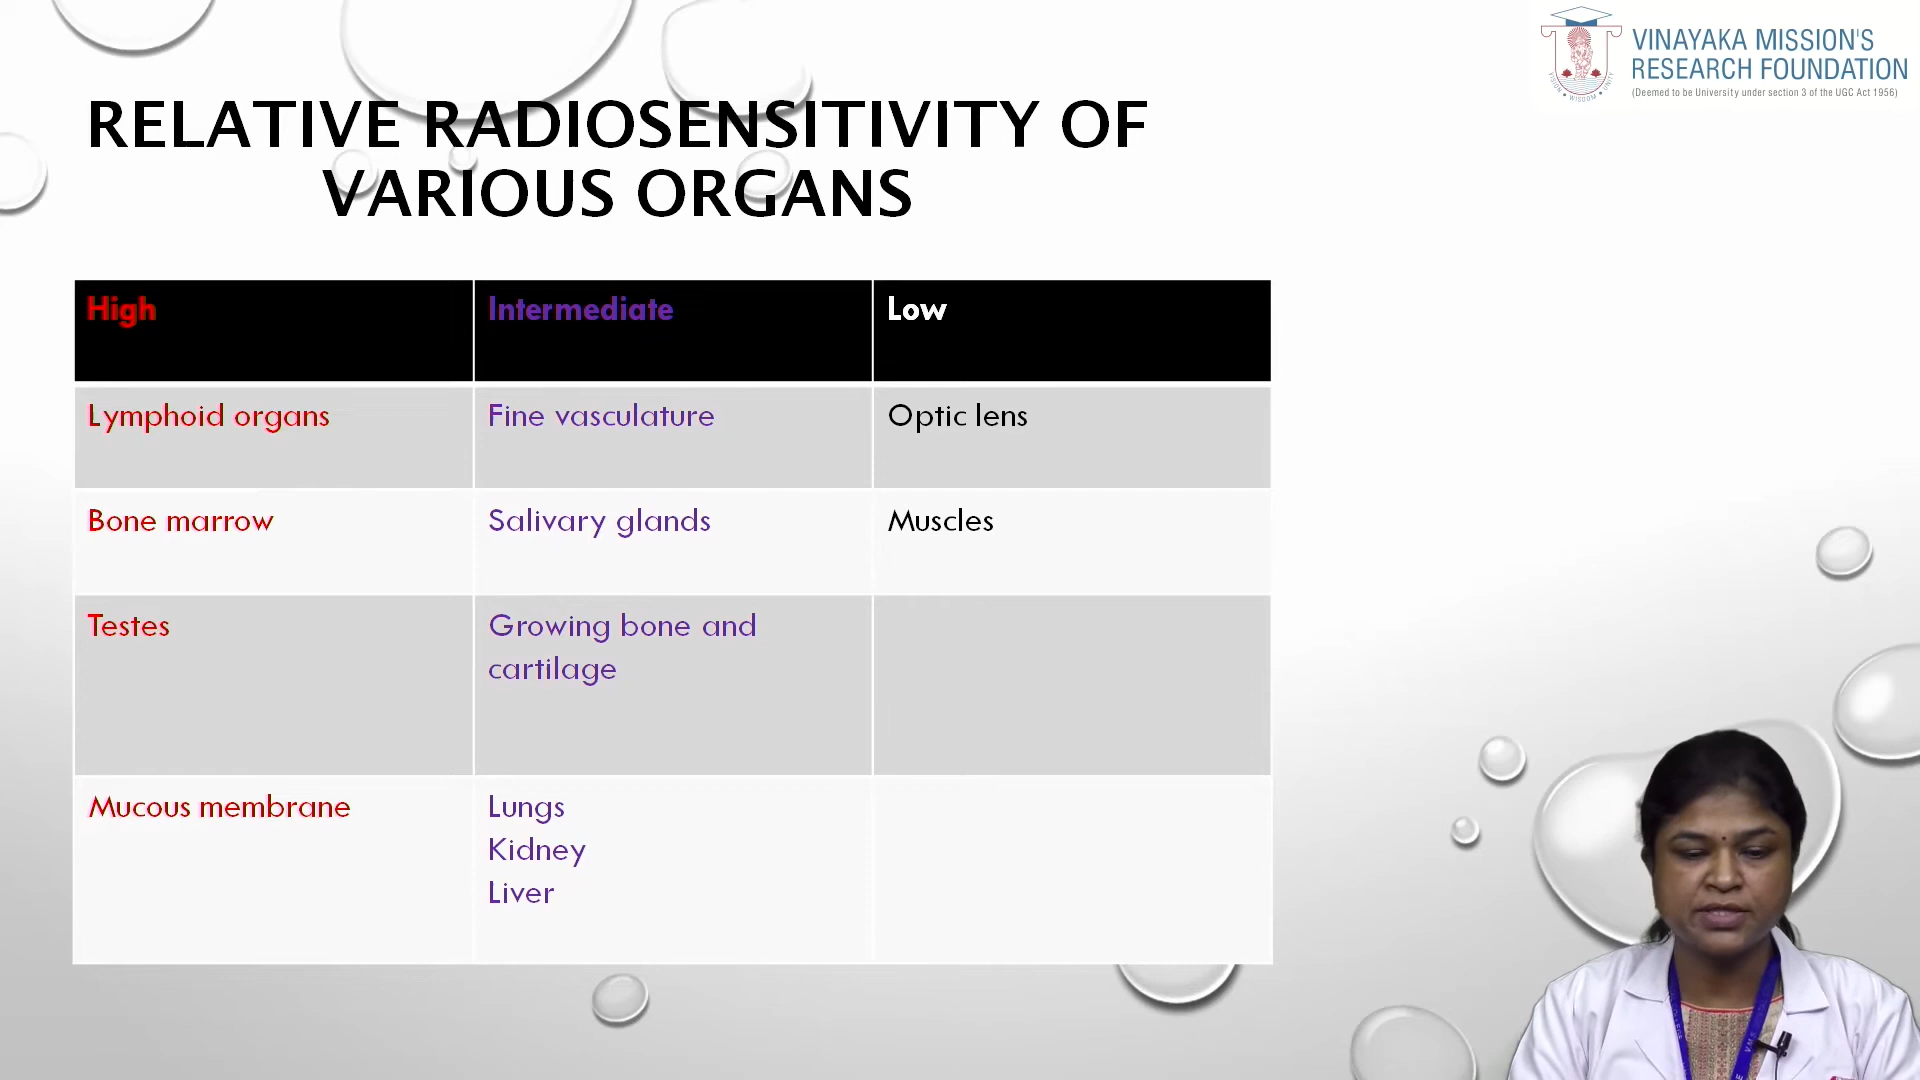 VINAYAKA MISSION'S
RESEARCH FOUNDATION
(Deemed to be University under section 3 of the UGC Act 1956)
RELATIVE RADIOSENSITIVITY OF
VARIOUS ORGANS
High Intermediate Low
Lymphoid organs Fine vasculature Optic lens
Bone marrow Salivary glands Muscles
Testes Growing bone and
cartilage
Mucous membrane Lungs
Kidney
Liver